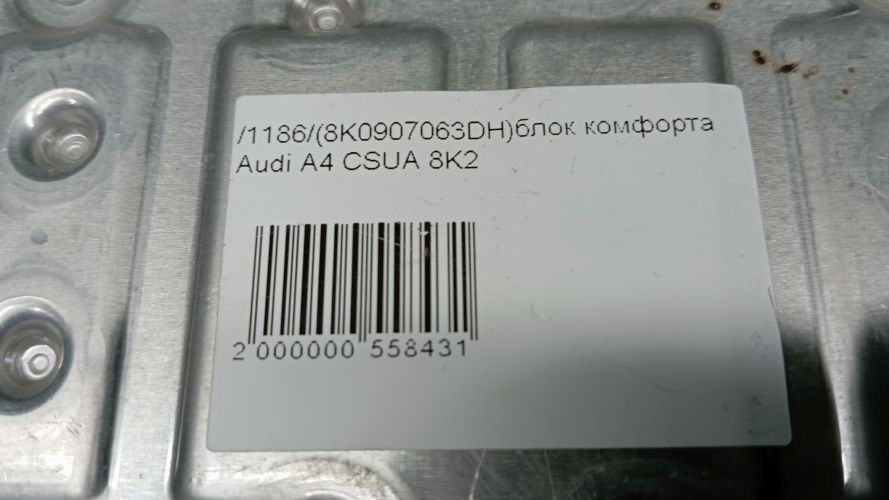 /1186/(8K0907063DH)блок комфорта
Audi A4 CSUA 8K2
2 000000 558431